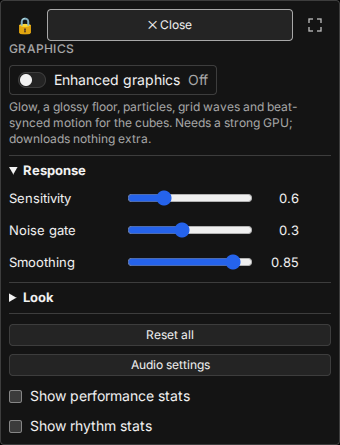 Close
GRAPHICS
Enhanced graphics Off
Glow, a glossy floor, particles, grid waves and beat-
synced motion for the cubes. Needs a strong GPU;
downloads nothing extra.
Response
Sensitivity 0.6
Noise gate 0.3
Smoothing 0.85
Look
Reset all
Audio settings
Show performance stats
Show rhythm stats